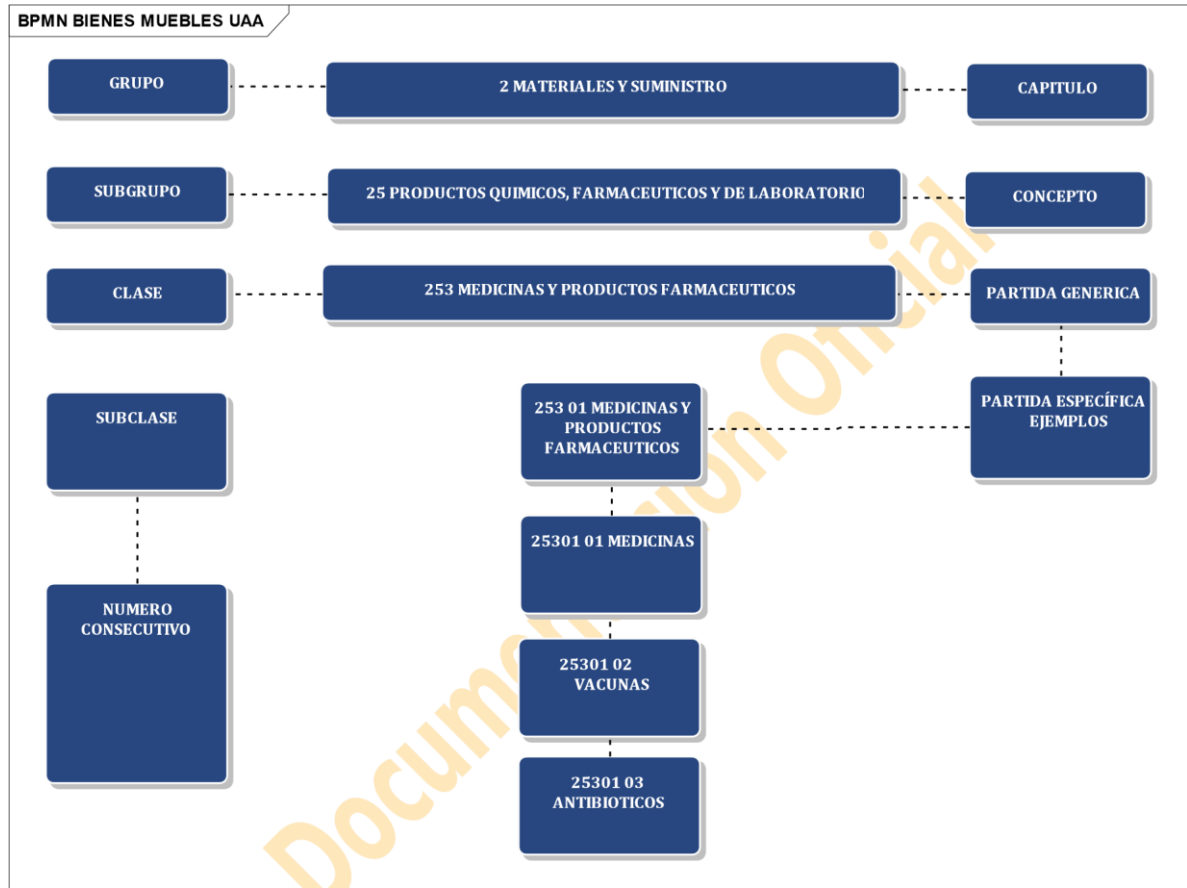 BPMN BIENES MUEBLES UAA
GRUPO
2 MATERIALES Y SUMINISTRO
CAPITULO
SUBGRUPO
25 PRODUCTOS QUIMICOS, FARMACEUTICOS Y DE LABORATORIO
CONCEPTO
CLASE
253 MEDICINAS Y PRODUCTOS FARMACEUTICOS
PARTIDA GENERICA
SUBCLASE
253 01 MEDICINAS Y
PRODUCTOS
FARMACEUTICOS
PARTIDA ESPECÍFICA
EJEMPLOS
25301 01 MEDICINAS
NUMERO
CONSECUTIVO
25301 02
VACUNAS
25301 03
ANTIBIOTICOS